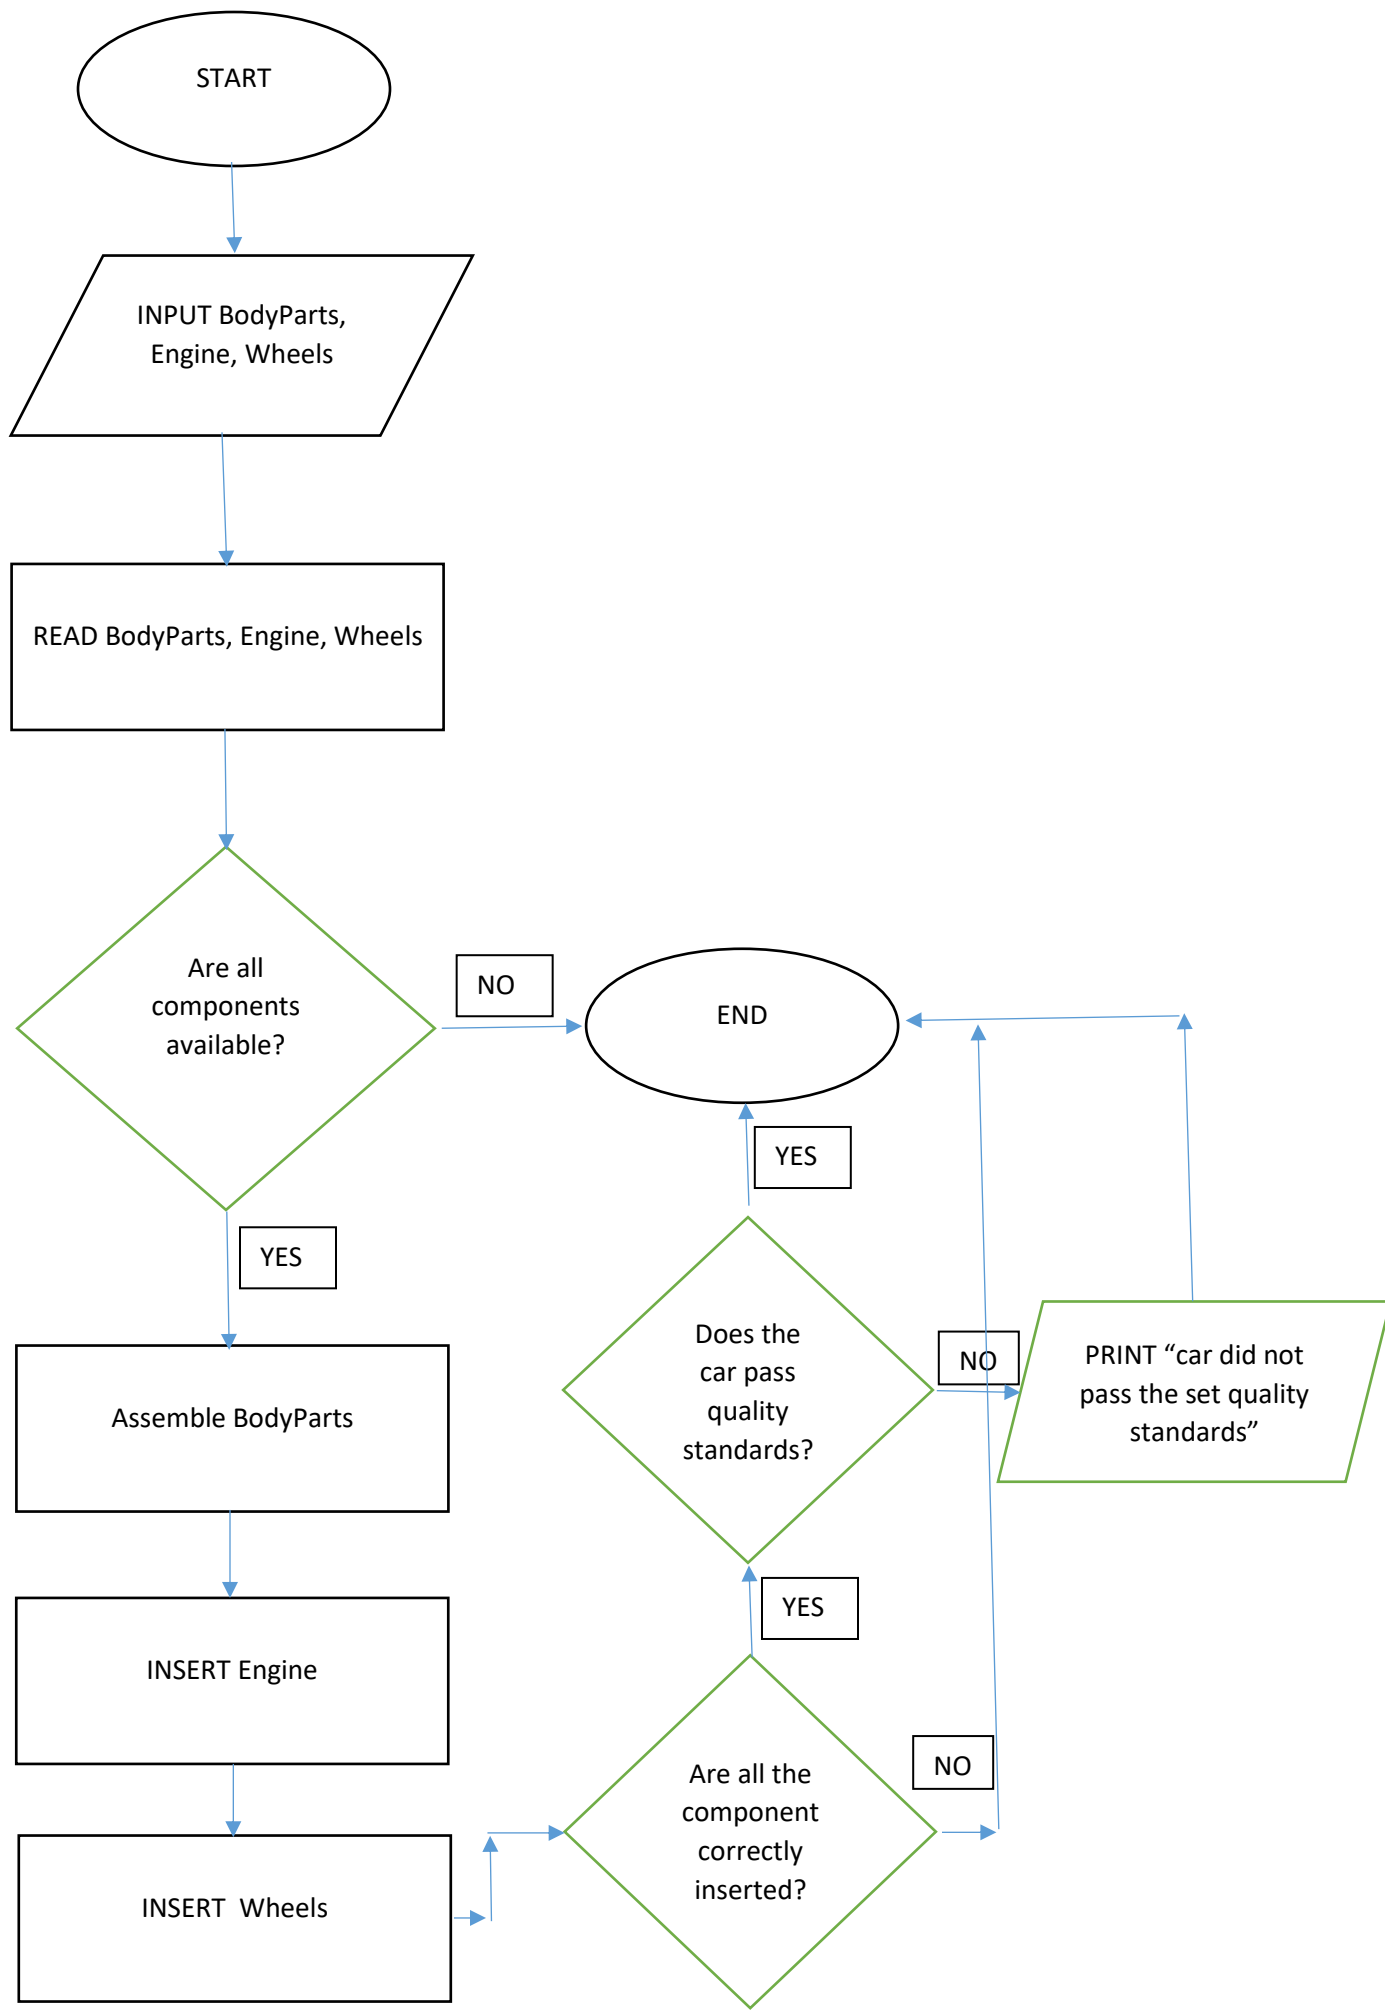 START
INPUT BodyParts,
Engine, Wheels
READ BodyParts, Engine, Wheels
Are all
components
available?
NO
END
YES
YES
Assemble BodyParts
Does the
car pass
quality
standards?
NO
PRINT “car did not
pass the set quality
standards”
INSERT Engine
YES
Are all the
component
correctly
inserted?
NO
INSERT  Wheels